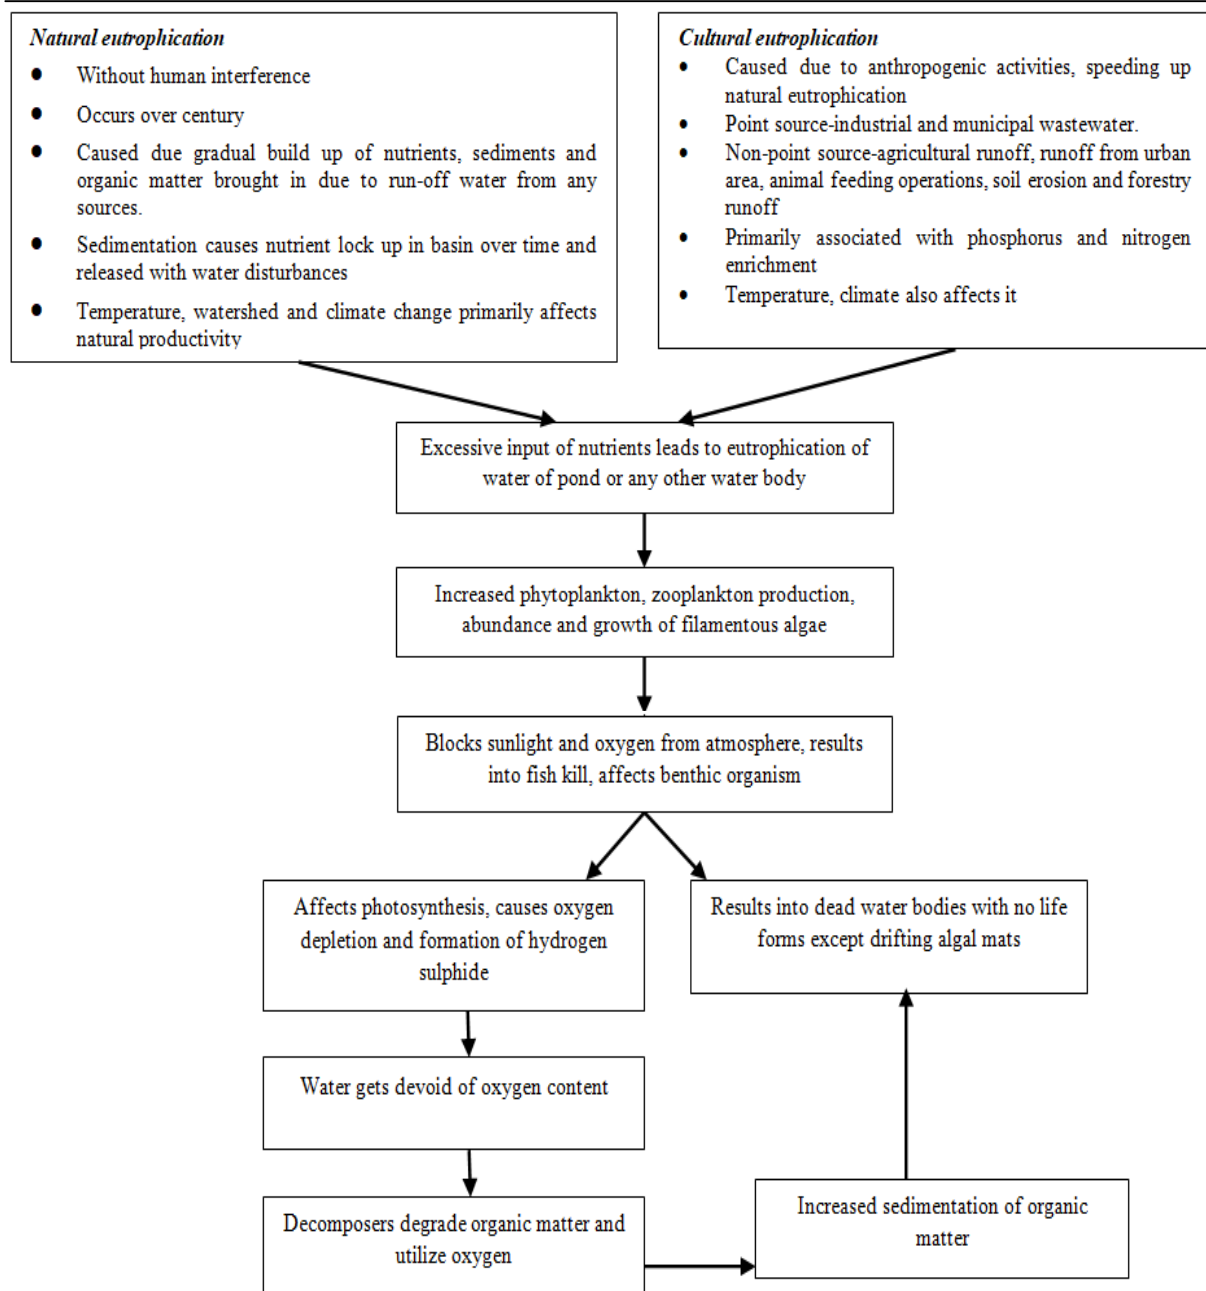 Natural eutrophication
● Without human interference
● Occurs over century
● Caused due gradual build up of nutrients, sediments and
organic matter brought in due to run-off water from any
sources.
● Sedimentation causes nutrient lock up in basin over time and
released with water disturbances
● Temperature, watershed and climate change primarily affects
natural productivity
Cultural eutrophication
• Caused due to anthropogenic activities, speeding up
natural eutrophication
• Point source-industrial and municipal wastewater.
• Non-point source-agricultural runoff, runoff from urban
area, animal feeding operations, soil erosion and forestry
runoff
• Primarily associated with phosphorus and nitrogen
enrichment
• Temperature, climate also affects it
Excessive input of nutrients leads to eutrophication of
water of pond or any other water body
Increased phytoplankton, zooplankton production,
abundance and growth of filamentous algae
Blocks sunlight and oxygen from atmosphere, results
into fish kill, affects benthic organism
Affects photosynthesis, causes oxygen
depletion and formation of hydrogen
sulphide
Results into dead water bodies with no life
forms except drifting algal mats
Water gets devoid of oxygen content
Decomposers degrade organic matter and
utilize oxygen
Increased sedimentation of organic
matter